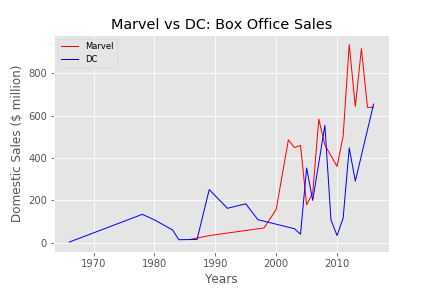 Marvel vs DC: Box Office Sales
Marvel
DC
Domestic Sales ($ million)
800
600
400
200
0
1970 1980 1990 2000 2010
Years